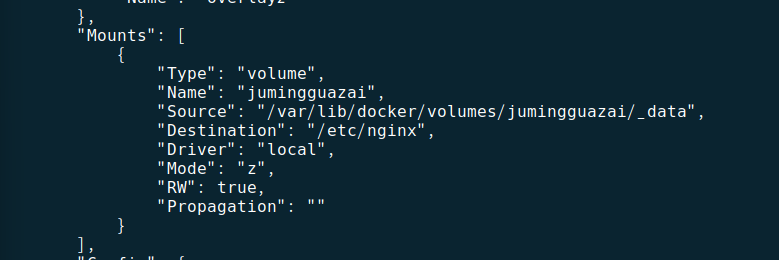 "Name": "overlay2"
},
"Mounts": [
{
"Type": "volume",
"Name": "jumingguazai",
"Source": "/var/lib/docker/volumes/jumingguazai/_data",
"Destination": "/etc/nginx",
"Driver": "local",
"Mode": "z",
"RW": true,
"Propagation": ""
}
],
"Config": {